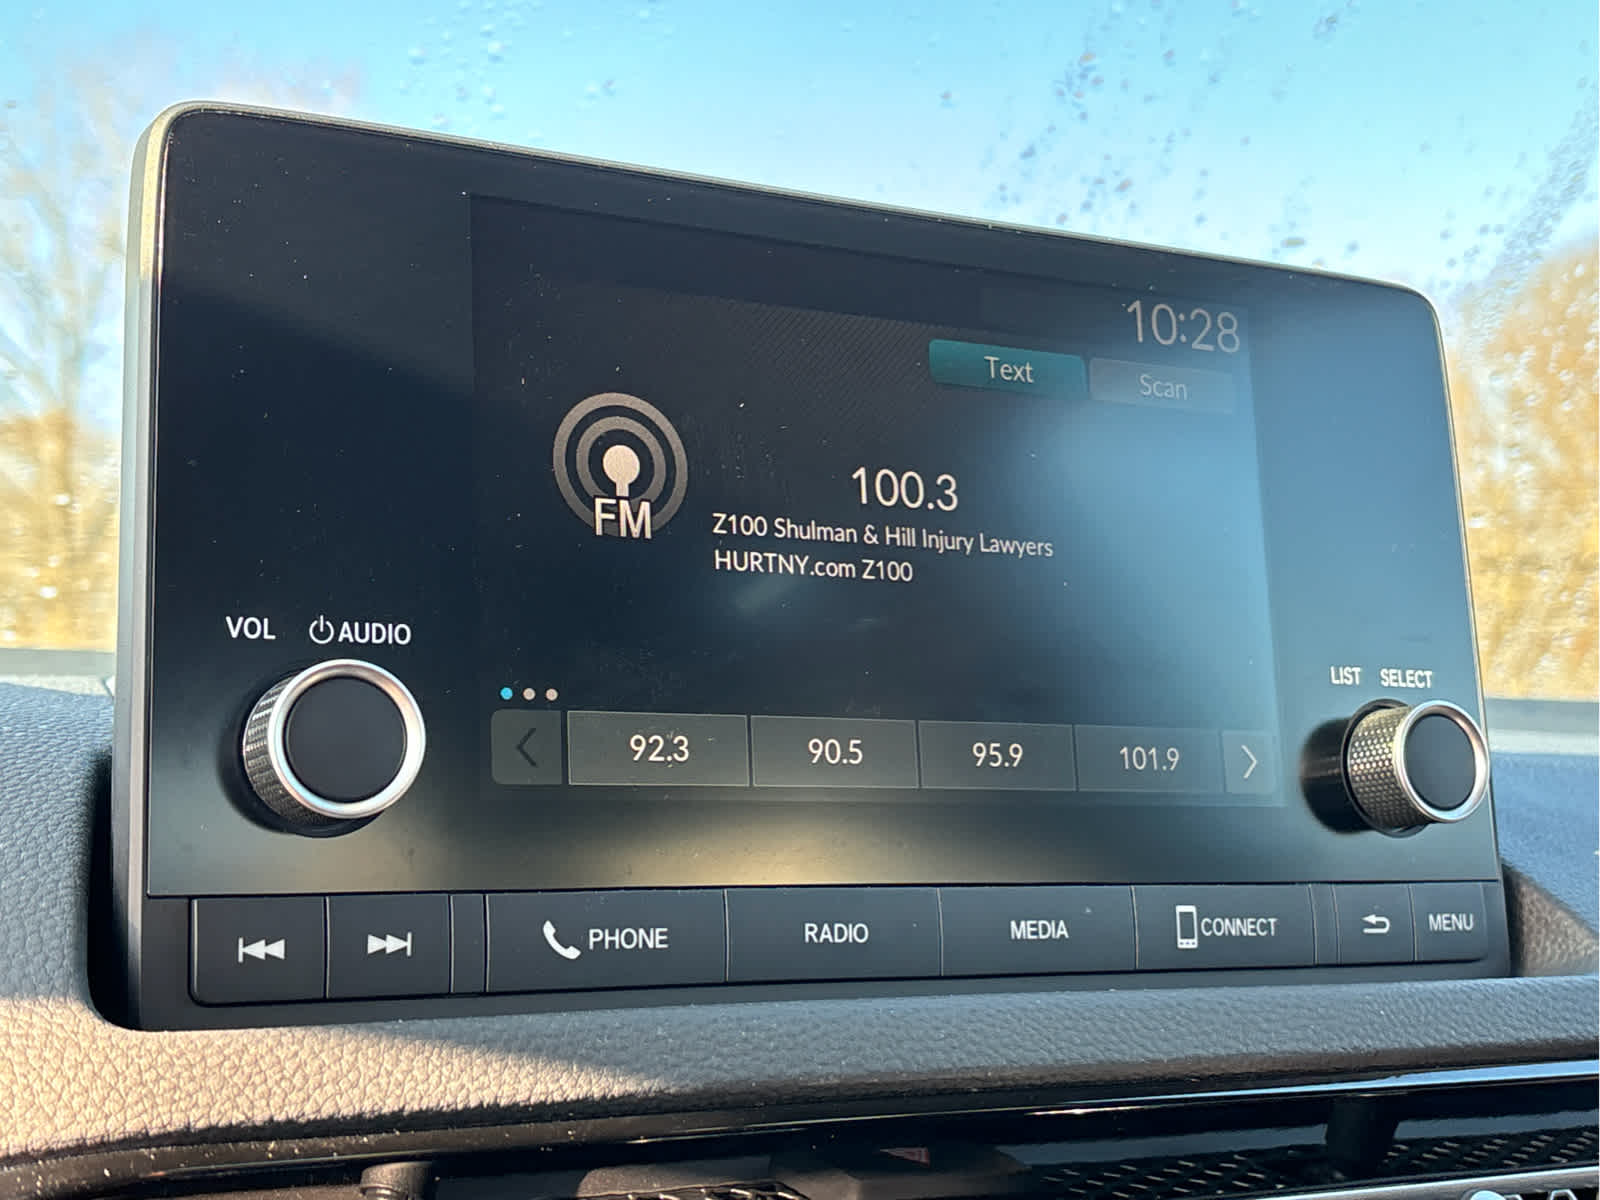 10:28
Text Scan
FM
100.3
Z100 Shulman & Hill Injury Lawyers
HURTNY.com Z100
VOL AUDIO
LIST SELECT
92.3 90.5 95.9 101.9
PHONE RADIO MEDIA CONNECT MENU